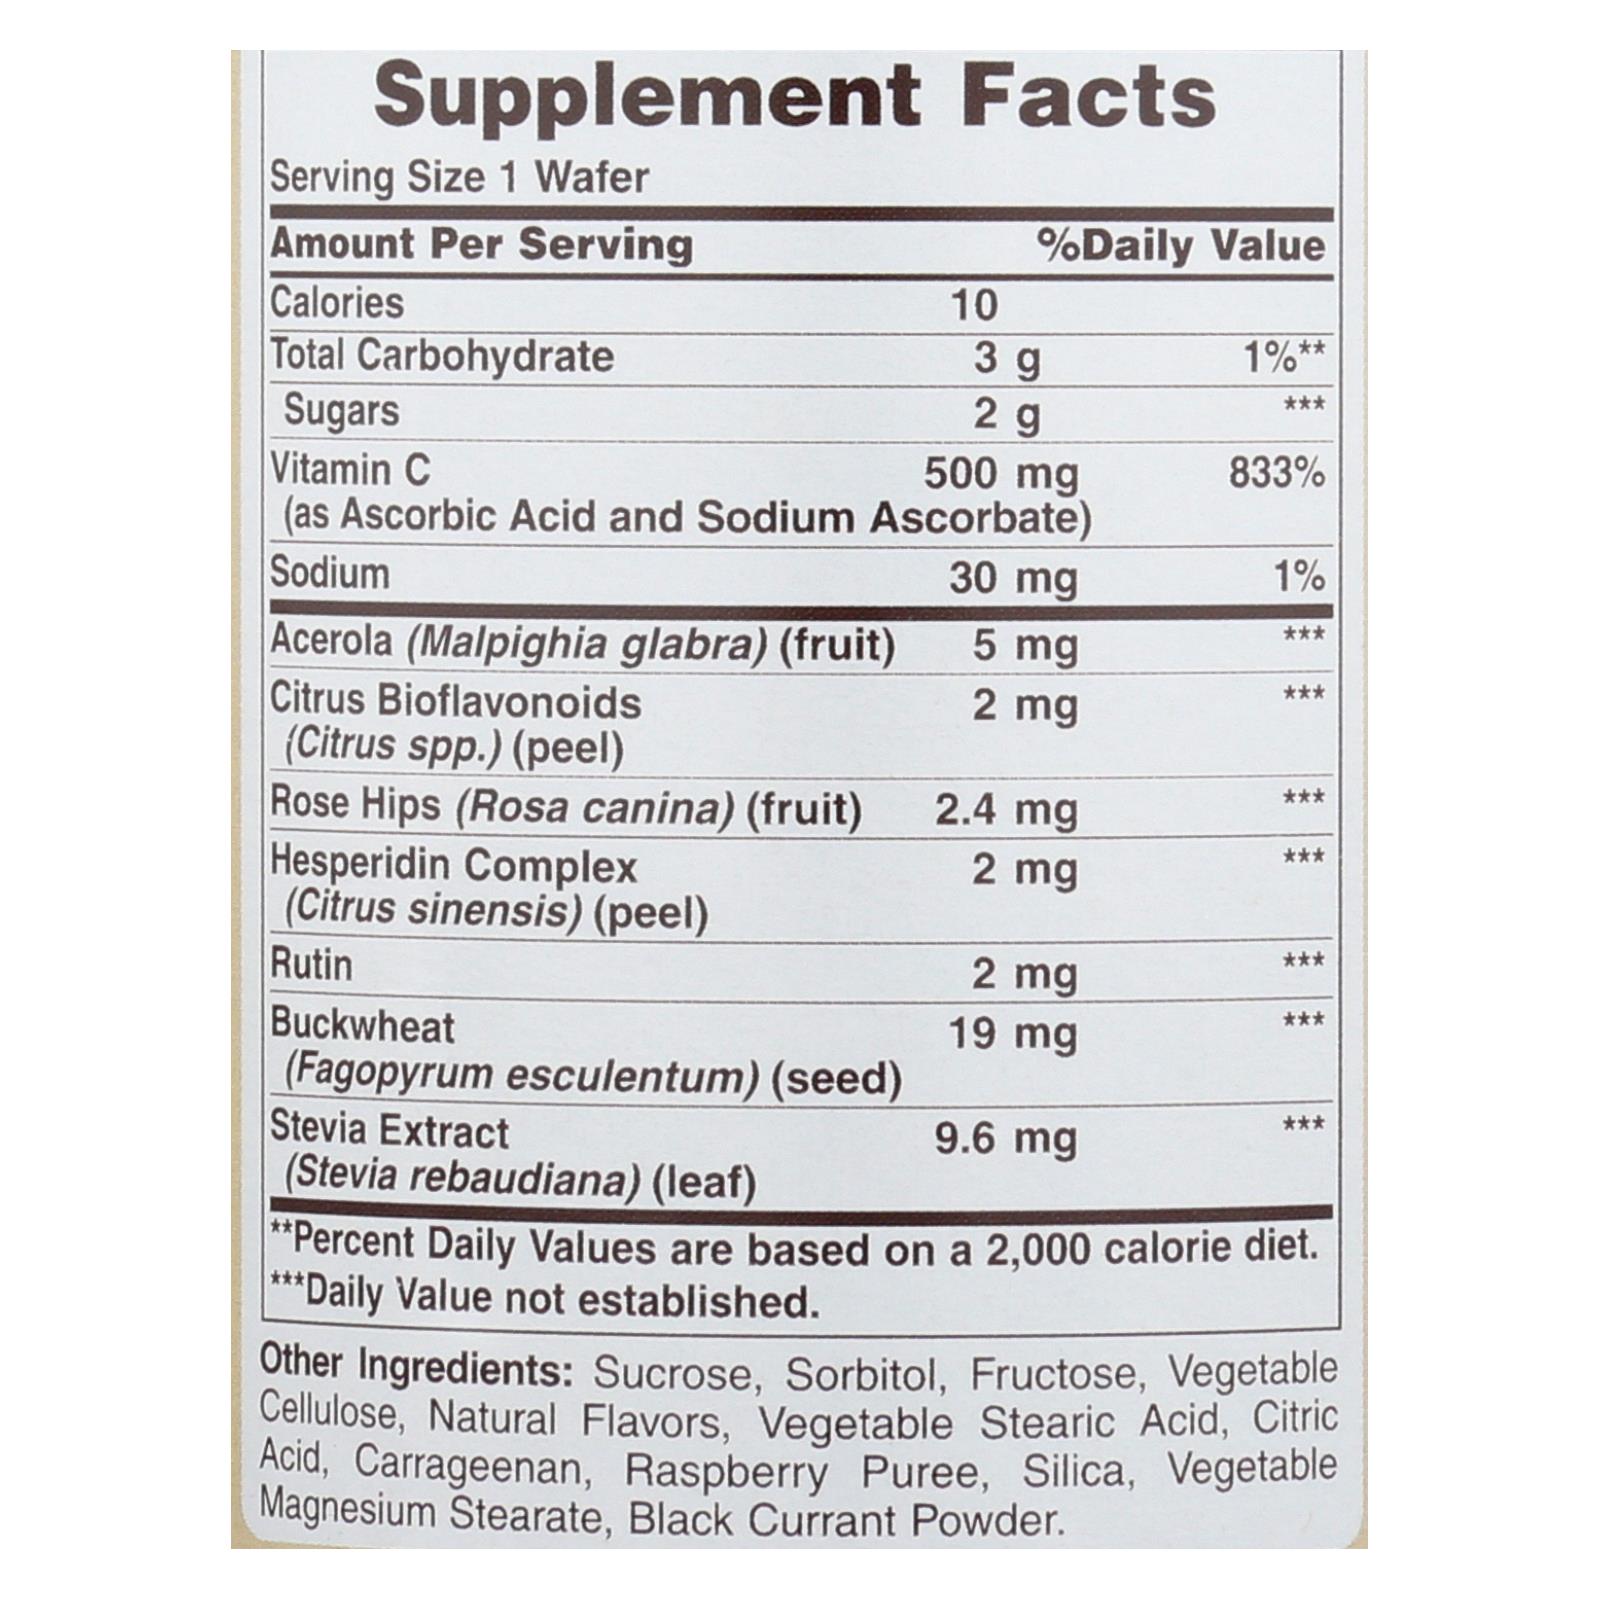 Supplement Facts
Serving Size 1 Wafer
Amount Per Serving %Daily Value
Calories 10
Total Carbohydrate 3 g 1%**
Sugars 2 g ***
Vitamin C 500 mg 833%
(as Ascorbic Acid and Sodium Ascorbate)
Sodium 30 mg 1%
Acerola (Malpighia glabra) (fruit) 5 mg ***
Citrus Bioflavonoids 2 mg ***
(Citrus spp.) (peel)
Rose Hips (Rosa canina) (fruit) 2.4 mg ***
Hesperidin Complex 2 mg ***
(Citrus sinensis) (peel)
Rutin 2 mg ***
Buckwheat 19 mg ***
(Fagopyrum esculentum) (seed)
Stevia Extract 9.6 mg ***
(Stevia rebaudiana) (leaf)
**Percent Daily Values are based on a 2,000 calorie diet.
***Daily Value not established.
Other Ingredients: Sucrose, Sorbitol, Fructose, Vegetable
Cellulose, Natural Flavors, Vegetable Stearic Acid, Citric
Acid, Carrageenan, Raspberry Puree, Silica, Vegetable
Magnesium Stearate, Black Currant Powder.